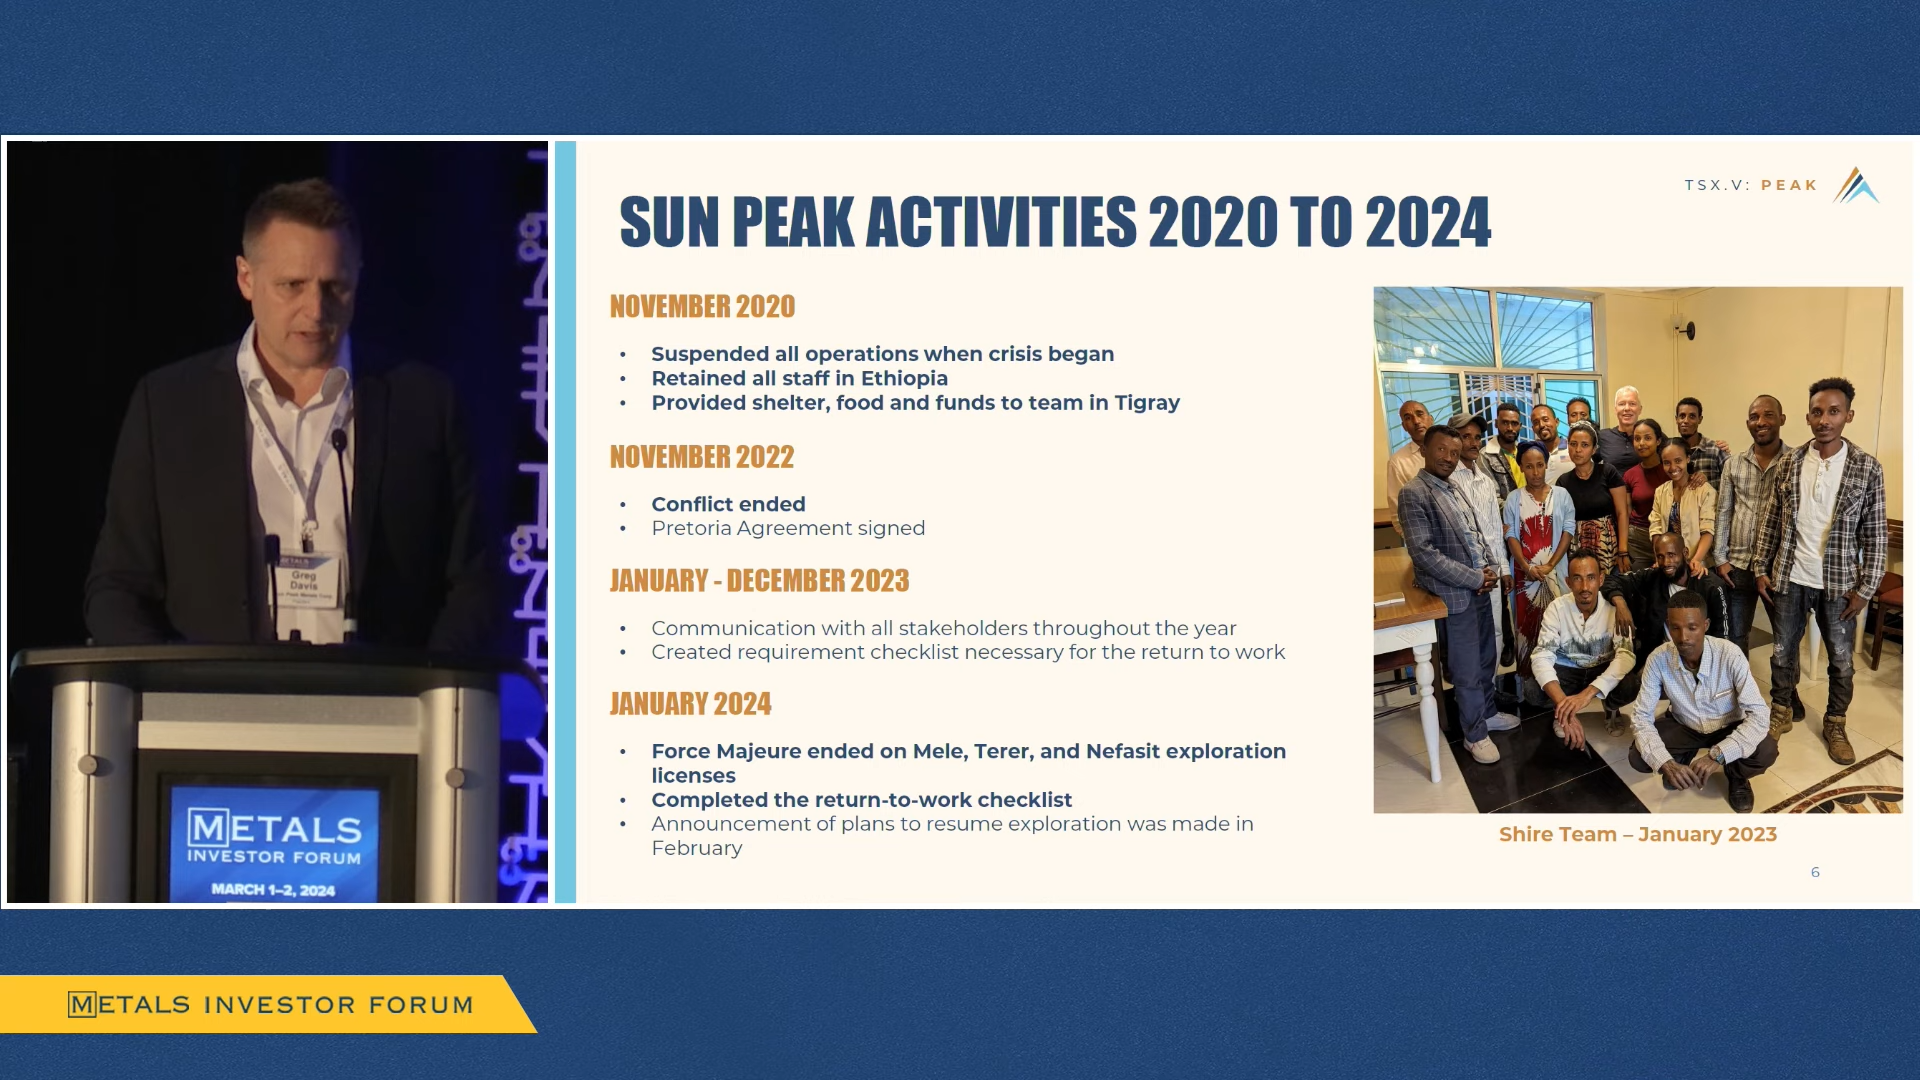 TSX.V: PEAK
SUN PEAK ACTIVITIES 2020 TO 2024
NOVEMBER 2020
• Suspended all operations when crisis began
• Retained all staff in Ethiopia
• Provided shelter, food and funds to team in Tigray
NOVEMBER 2022
• Conflict ended
• Pretoria Agreement signed
JANUARY - DECEMBER 2023
• Communication with all stakeholders throughout the year
• Created requirement checklist necessary for the return to work
JANUARY 2024
• Force Majeure ended on Mele, Terer, and Nefasit exploration
licenses
• Completed the return-to-work checklist
• Announcement of plans to resume exploration was made in
February
Shire Team – January 2023
6
METALS
Greg
Davis
Peak Metals Corp.
METALS
INVESTOR FORUM
MARCH 1–2, 2024
METALS INVESTOR FORUM